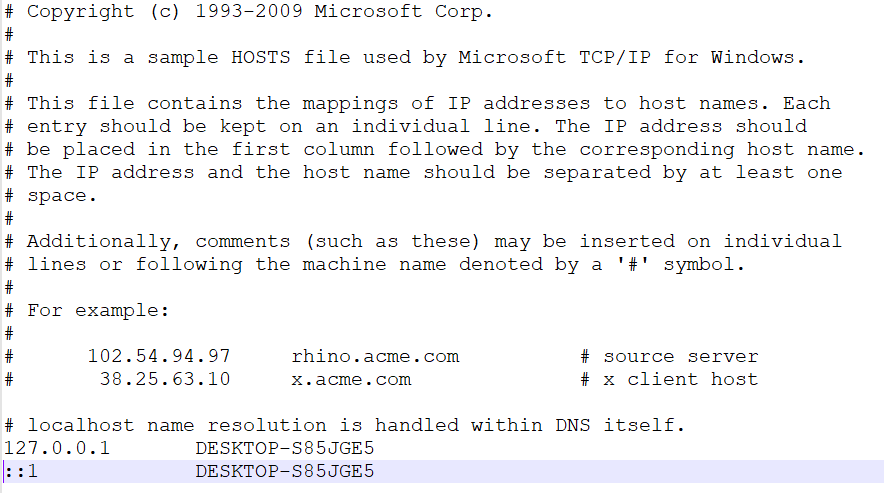 # Copyright (c) 1993-2009 Microsoft Corp.
#
# This is a sample HOSTS file used by Microsoft TCP/IP for Windows.
#
# This file contains the mappings of IP addresses to host names. Each
# entry should be kept on an individual line. The IP address should
# be placed in the first column followed by the corresponding host name.
# The IP address and the host name should be separated by at least one
# space.
#
# Additionally, comments (such as these) may be inserted on individual
# lines or following the machine name denoted by a '#' symbol.
#
# For example:
#
#      102.54.94.97     rhino.acme.com          # source server
#       38.25.63.10     x.acme.com              # x client host

# localhost name resolution is handled within DNS itself.
127.0.0.1       DESKTOP-S85JGE5
::1             DESKTOP-S85JGE5